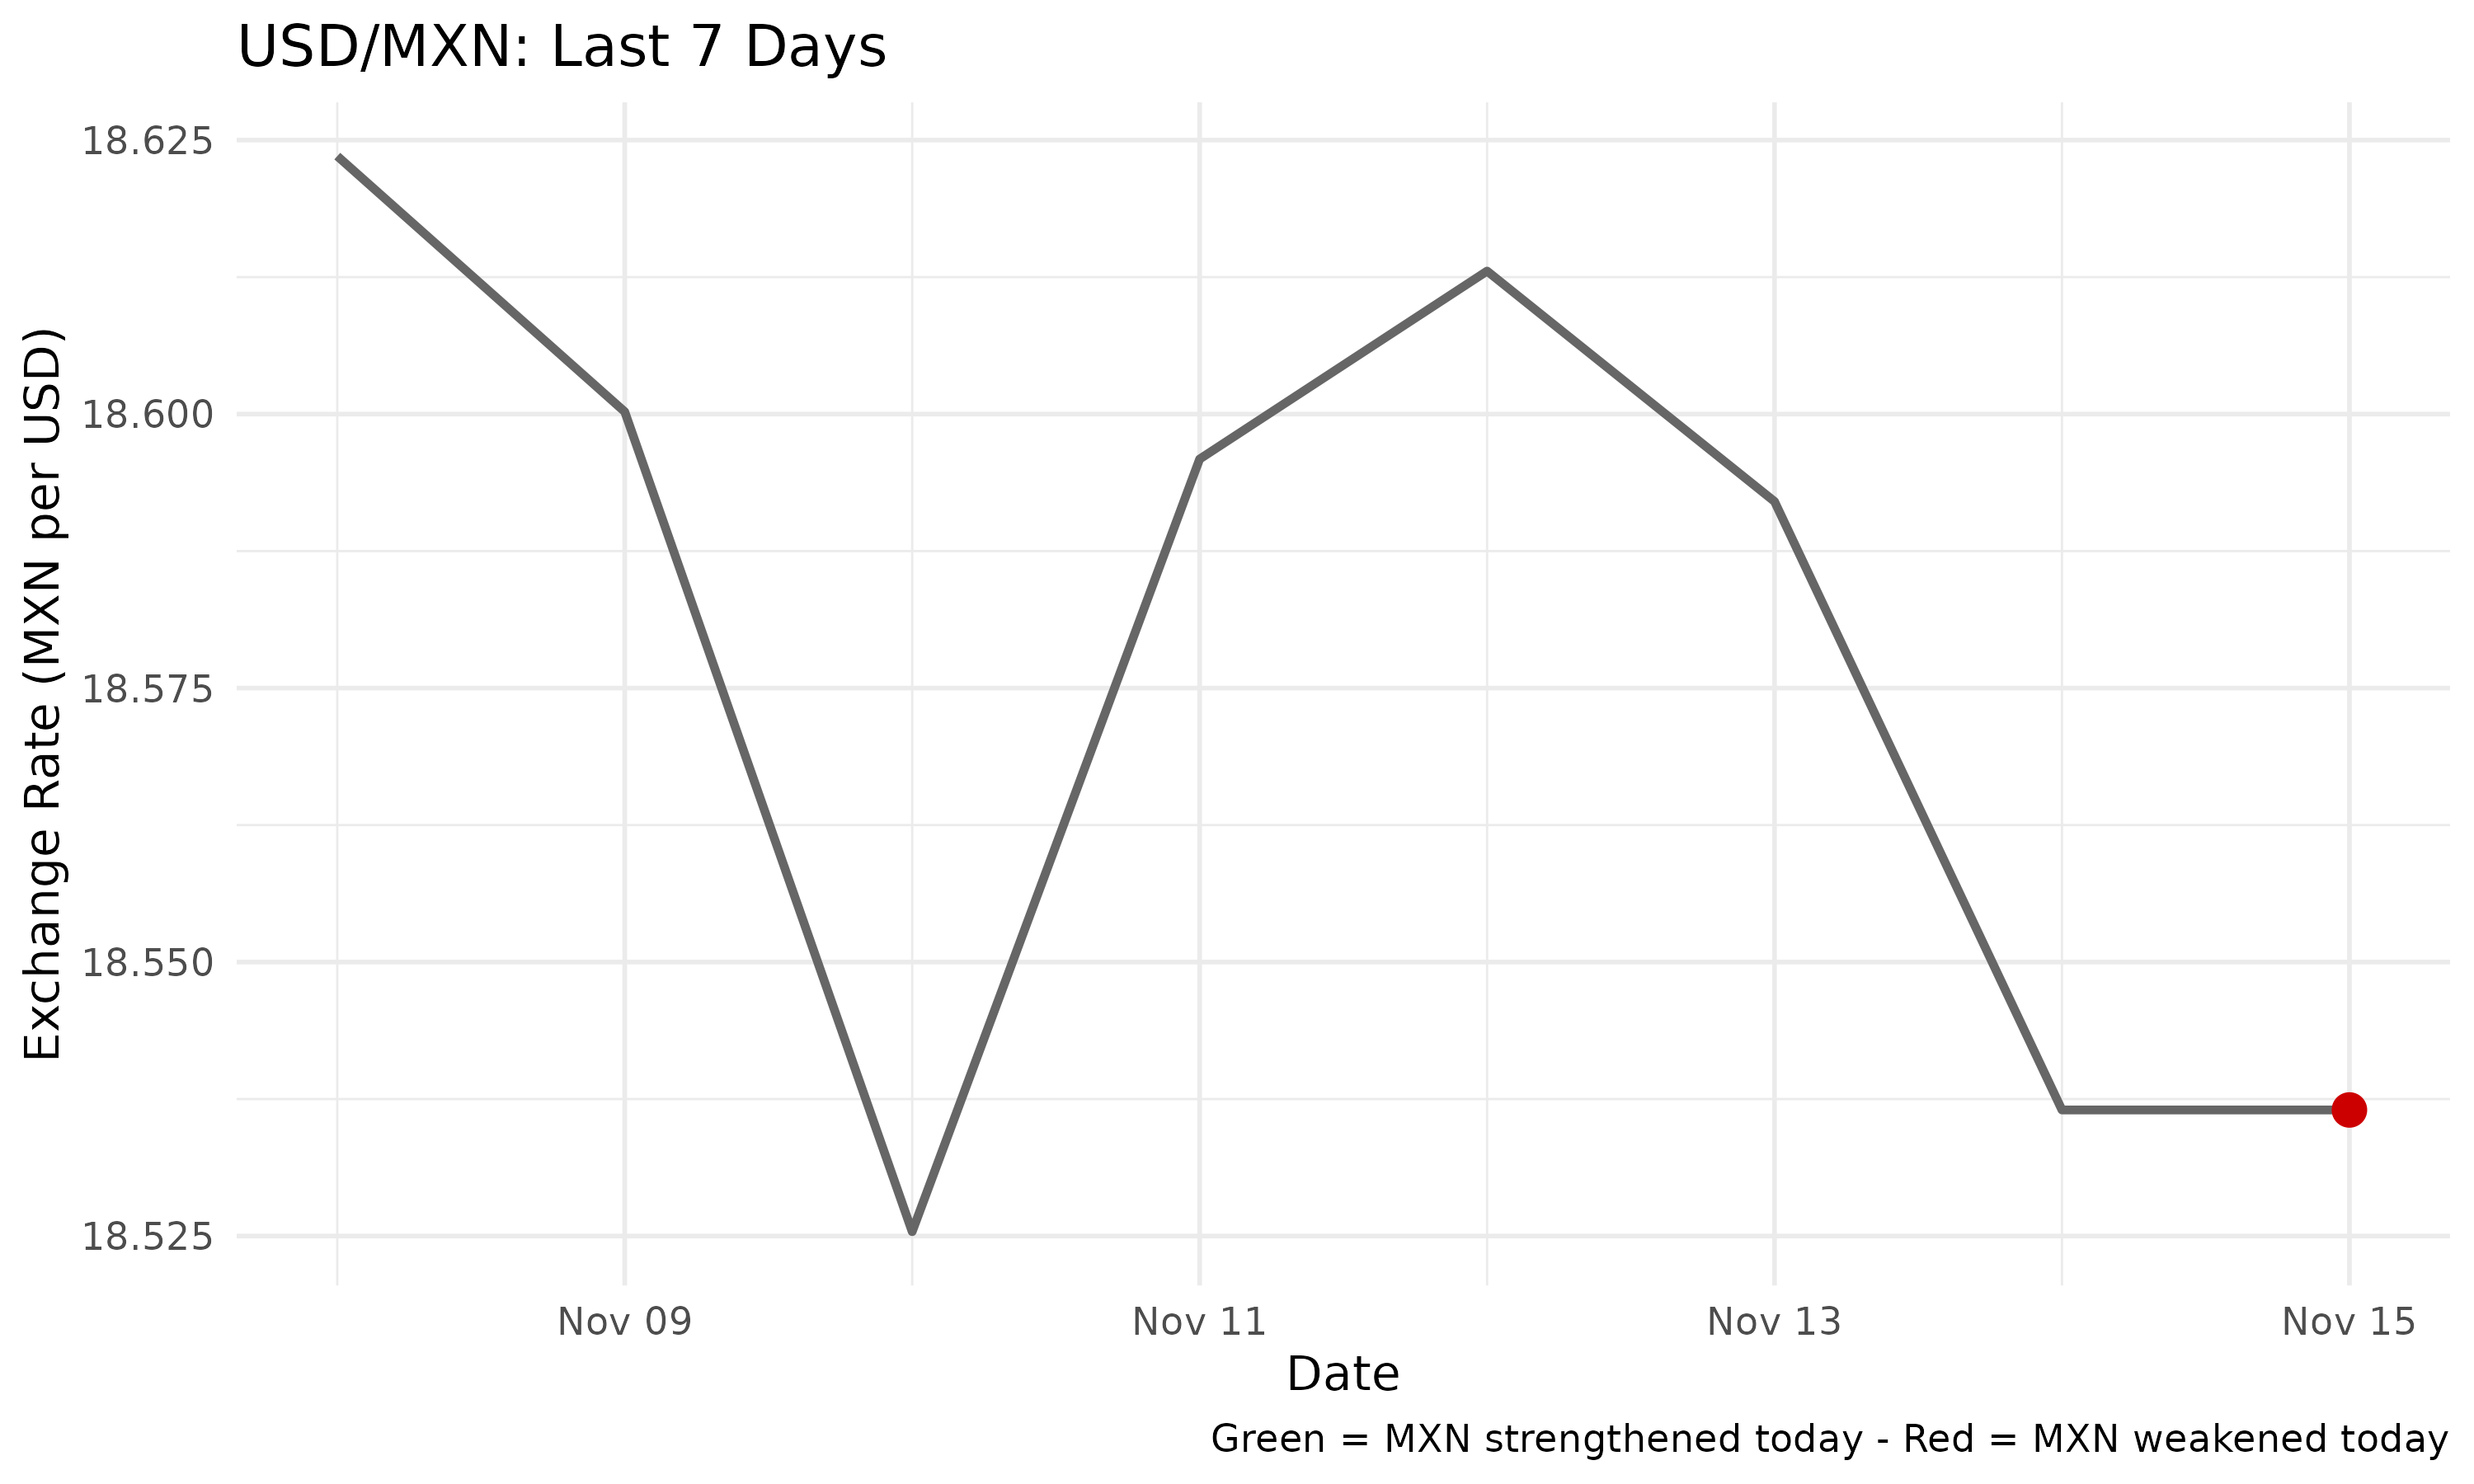 USD/MXN: Last 7 Days
Exchange Rate (MXN per USD)
18.625
18.600
18.575
18.550
18.525
Nov 09
Nov 11
Nov 13
Nov 15
Date
Green = MXN strengthened today - Red = MXN weakened today